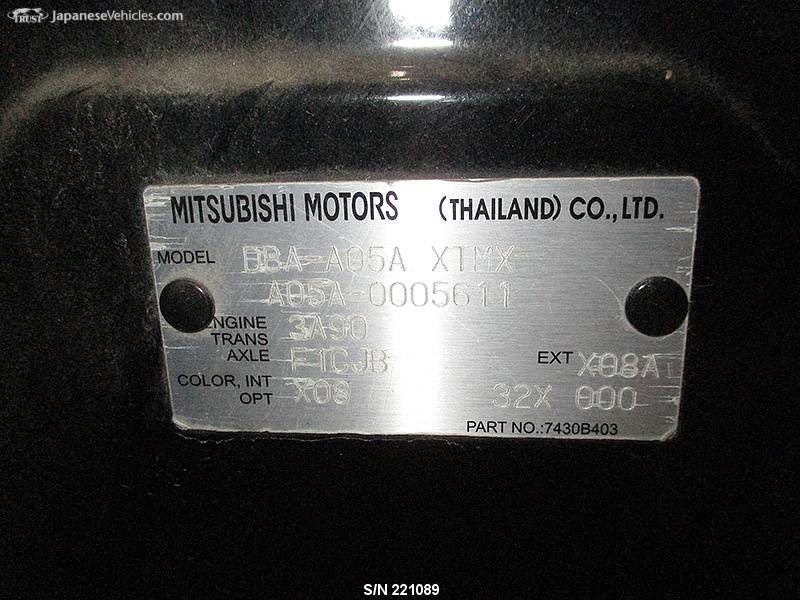 TRUST JapaneseVehicles.com
MITSUBISHI MOTORS (THAILAND) CO., LTD.
MODEL DBA-A05A XTMX
A05A-0005611
ENGINE 3A90
TRANS
AXLE F1CJB EXT X08A
COLOR, INT X08
OPT 32X 000
PART NO.:7430B403
S/N 221089